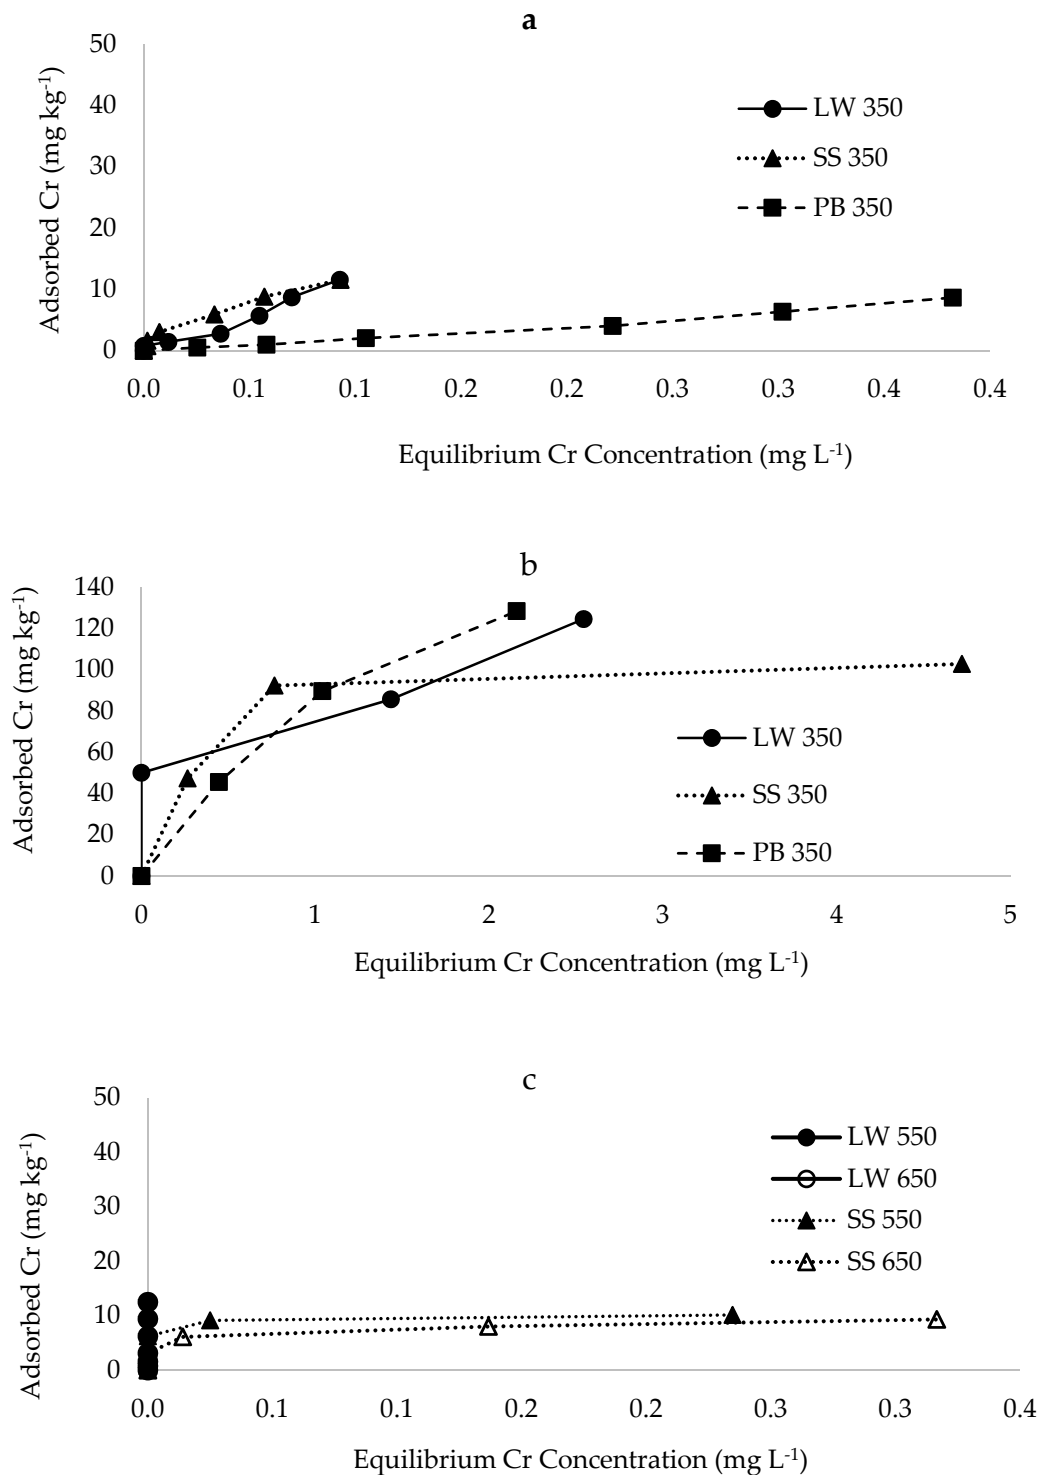 a
50
40
30
20
10
0
Adsorbed Cr (mg kg-1)
LW 350
SS 350
PB 350
0.0 0.1 0.1 0.2 0.2 0.3 0.3 0.4 0.4
Equilibrium Cr Concentration (mg L-1)
b
140
120
100
80
60
40
20
0
Adsorbed Cr (mg kg-1)
LW 350
SS 350
PB 350
0 1 2 3 4 5
Equilibrium Cr Concentration (mg L-1)
c
50
40
30
20
10
0
Adsorbed Cr (mg kg-1)
LW 550
LW 650
SS 550
SS 650
0.0 0.1 0.1 0.2 0.2 0.3 0.3 0.4
Equilibrium Cr Concentration (mg L-1)